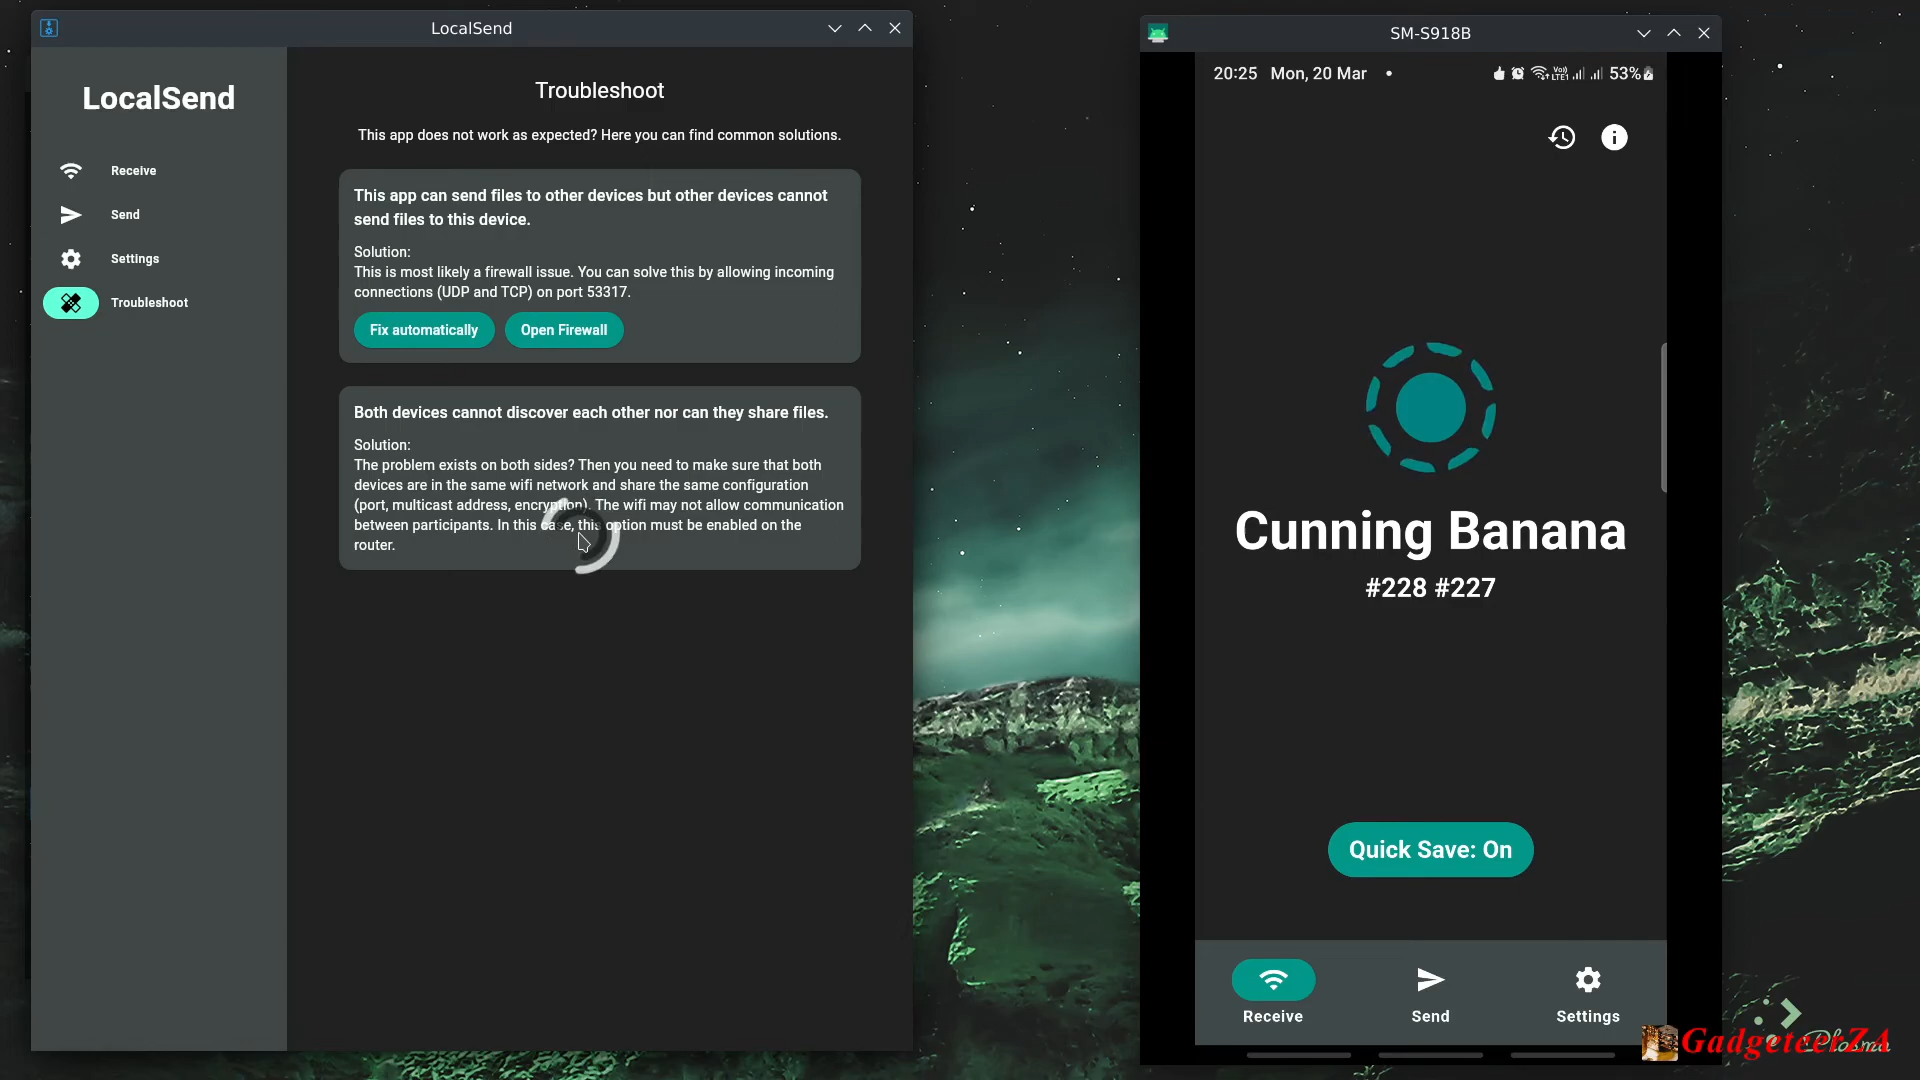 LocalSend
LocalSend
Receive
Send
Settings
Troubleshoot
Troubleshoot
This app does not work as expected? Here you can find common solutions.
This app can send files to other devices but other devices cannot
send files to this device.
Solution:
This is most likely a firewall issue. You can solve this by allowing incoming
connections (UDP and TCP) on port 53317.
Fix automatically
Open Firewall
Both devices cannot discover each other nor can they share files.
Solution:
The problem exists on both sides? Then you need to make sure that both
devices are in the same wifi network and share the same configuration
(port, multicast address, encryption). The wifi may not allow communication
between participants. In this case, this option must be enabled on the
router.
SM-S918B
20:25 Mon, 20 Mar
Vo)) LTE1 53%
Cunning Banana
#228 #227
Quick Save: On
Receive
Send
Settings
Plasma
GadgeteerZA